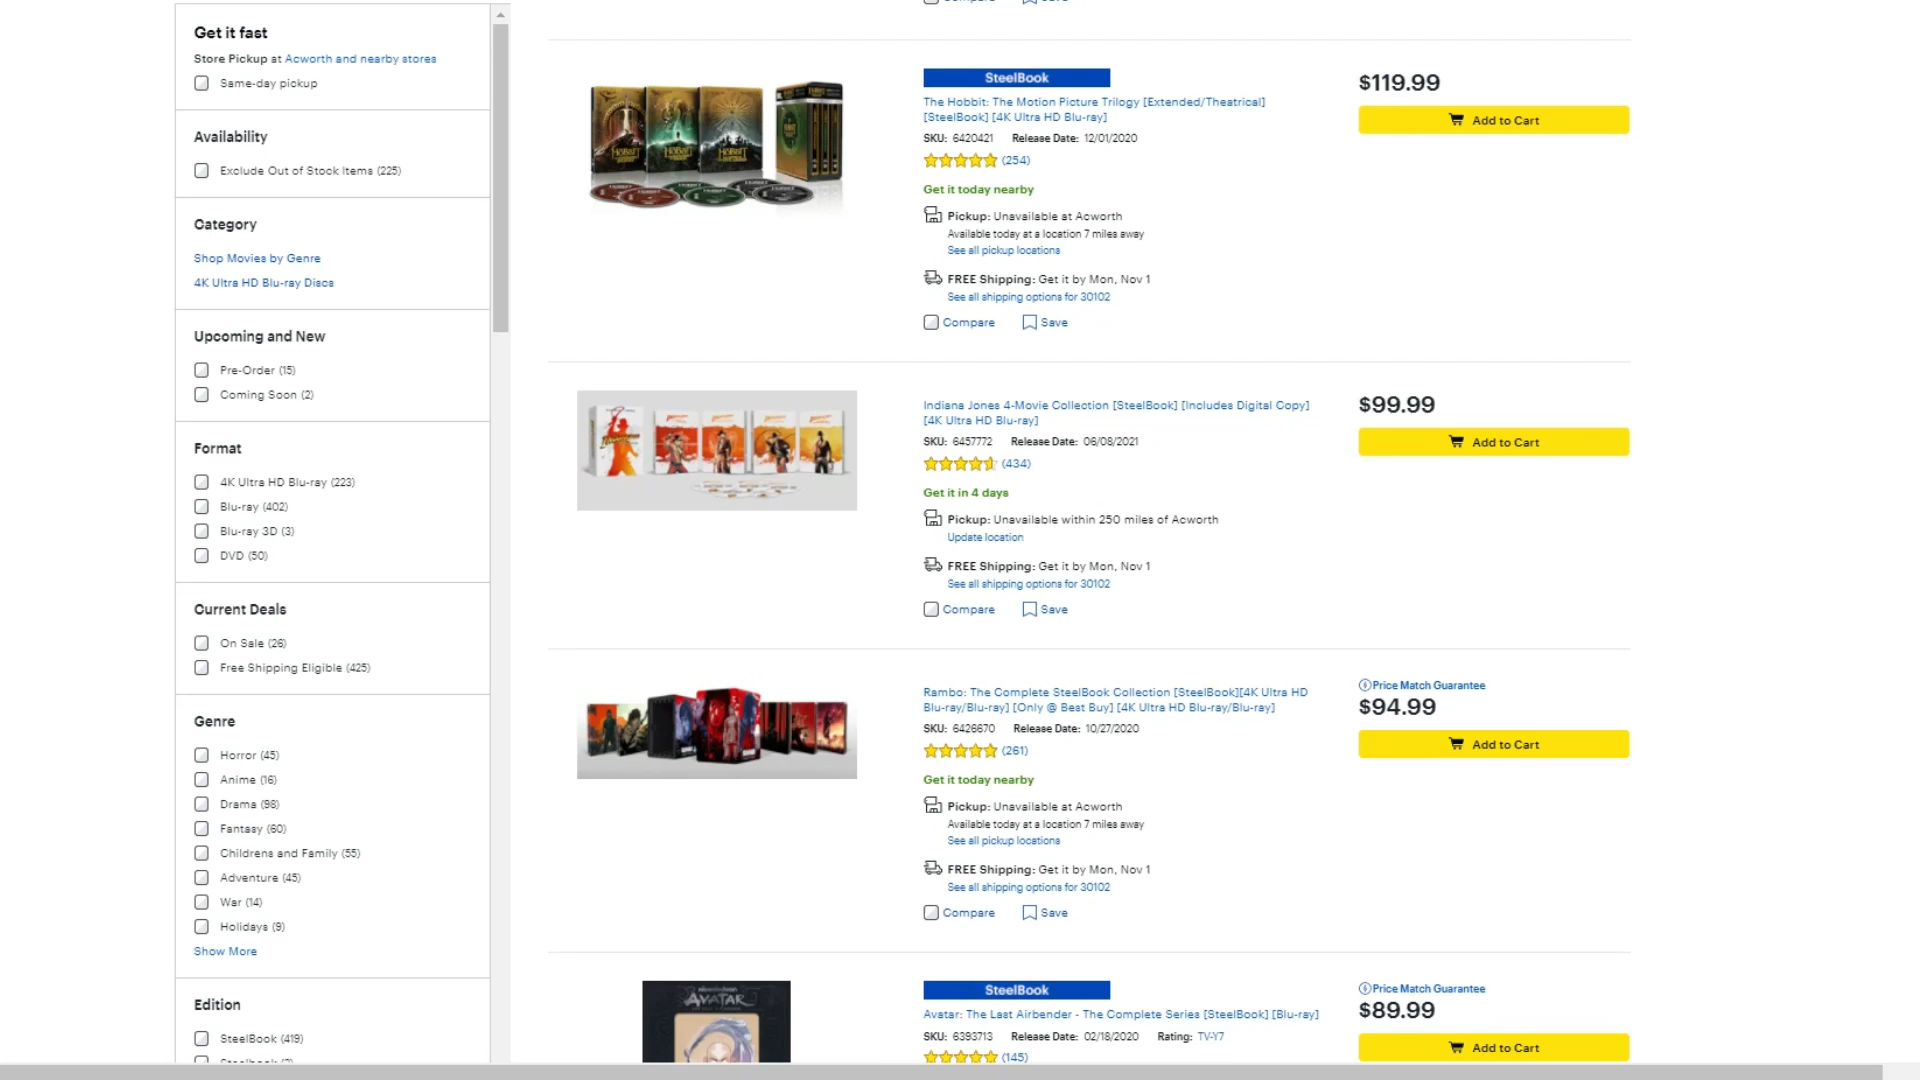 Get it fast
Store Pickup at Acworth and nearby stores
Same-day pickup
Availability
Exclude Out of Stock Items (225)
Category
Shop Movies by Genre
4K Ultra HD Blu-ray Discs
Upcoming and New
Pre-Order (15)
Coming Soon (2)
Format
4K Ultra HD Blu-ray (223)
Blu-ray (402)
Blu-ray 3D (3)
DVD (50)
Current Deals
On Sale (26)
Free Shipping Eligible (425)
Genre
Horror (45)
Anime (16)
Drama (98)
Fantasy (60)
Childrens and Family (55)
Adventure (45)
War (14)
Holidays (9)
Show More
Edition
SteelBook (419)
SteelBook
The Hobbit: The Motion Picture Trilogy [Extended/Theatrical]
[SteelBook] [4K Ultra HD Blu-ray]
SKU: 6420421 Release Date: 12/01/2020
(254)
Get it today nearby
Pickup: Unavailable at Acworth
Available today at a location 7 miles away
See all pickup locations
FREE Shipping: Get it by Mon, Nov 1
See all shipping options for 30102
Compare Save
$119.99
Add to Cart
Indiana Jones 4-Movie Collection [SteelBook] [Includes Digital Copy]
[4K Ultra HD Blu-ray]
SKU: 6457772 Release Date: 06/08/2021
(434)
Get it in 4 days
Pickup: Unavailable within 250 miles of Acworth
Update location
FREE Shipping: Get it by Mon, Nov 1
See all shipping options for 30102
Compare Save
$99.99
Add to Cart
Rambo: The Complete SteelBook Collection [SteelBook][4K Ultra HD
Blu-ray/Blu-ray] [Only @ Best Buy] [4K Ultra HD Blu-ray/Blu-ray]
SKU: 6426670 Release Date: 10/27/2020
(261)
Get it today nearby
Pickup: Unavailable at Acworth
Available today at a location 7 miles away
See all pickup locations
FREE Shipping: Get it by Mon, Nov 1
See all shipping options for 30102
Compare Save
Price Match Guarantee
$94.99
Add to Cart
AVATAR
SteelBook
Avatar: The Last Airbender - The Complete Series [SteelBook] [Blu-ray]
SKU: 6393713 Release Date: 02/18/2020 Rating: TV-Y7
(145)
Price Match Guarantee
$89.99
Add to Cart